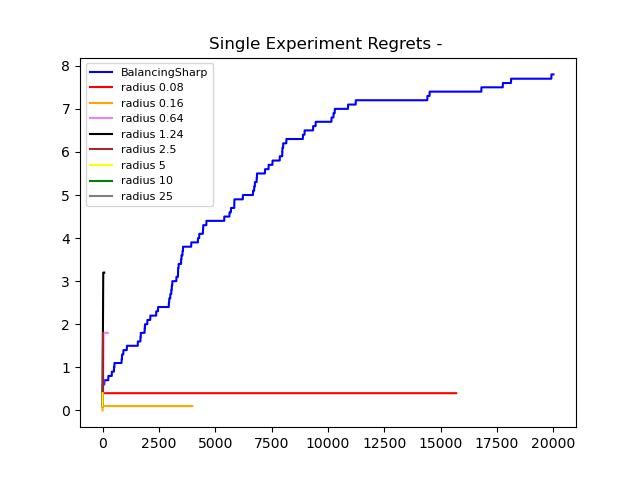 Single Experiment Regrets -
8
7
6
5
4
3
2
1
0
BalancingSharp
radius 0.08
radius 0.16
radius 0.64
radius 1.24
radius 2.5
radius 5
radius 10
radius 25
0 2500 5000 7500 10000 12500 15000 17500 20000